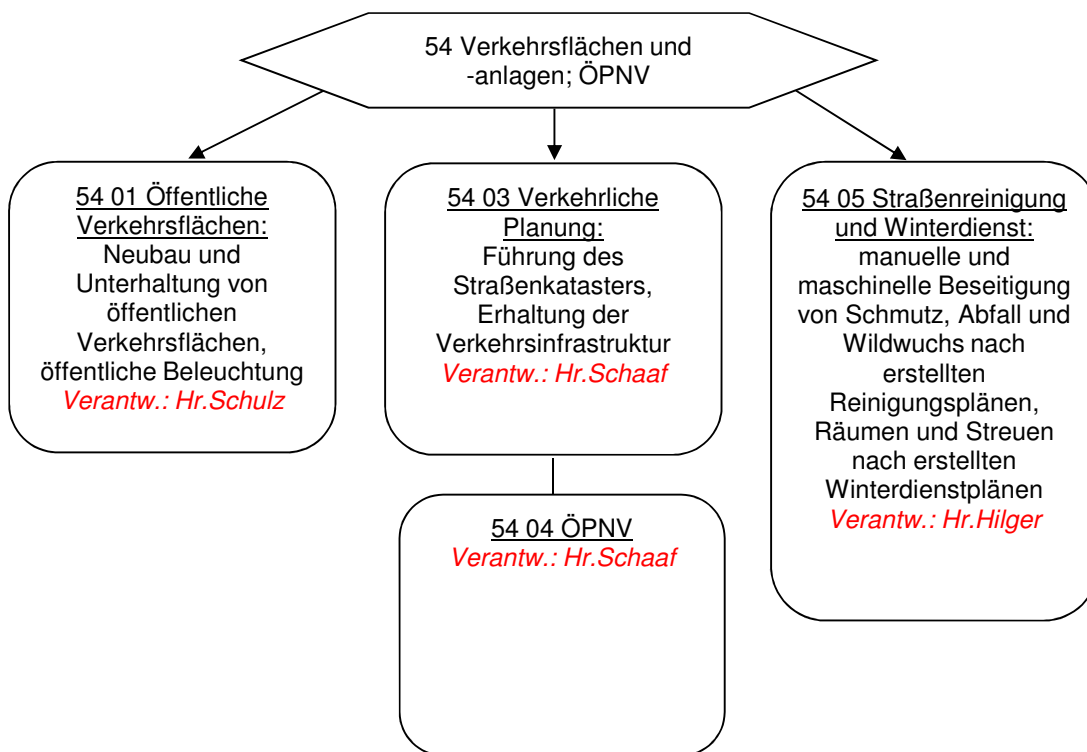 54 Verkehrsflächen und
-anlagen; ÖPNV
54 01 Öffentliche
Verkehrsflächen:
Neubau und
Unterhaltung von
öffentlichen
Verkehrsflächen,
öffentliche Beleuchtung
Verantw.: Hr.Schulz
54 03 Verkehrliche
Planung:
Führung des
Straßenkatasters,
Erhaltung der
Verkehrsinfrastruktur
Verantw.: Hr.Schaaf
54 04 ÖPNV
Verantw.: Hr.Schaaf
54 05 Straßenreinigung
und Winterdienst:
manuelle und
maschinelle Beseitigung
von Schmutz, Abfall und
Wildwuchs nach
erstellten
Reinigungsplänen,
Räumen und Streuen
nach erstellten
Winterdienstplänen
Verantw.: Hr.Hilger